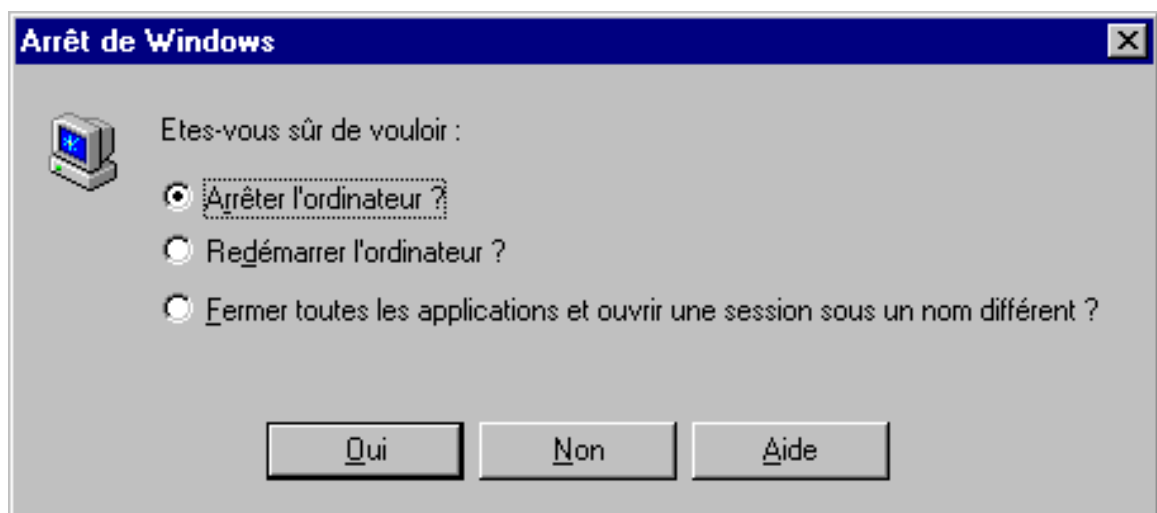 Arrêt de Windows
Etes-vous sûr de vouloir :
Arrêter l'ordinateur ?
Redémarrer l'ordinateur ?
Fermer toutes les applications et ouvrir une session sous un nom différent ?
Oui Non Aide